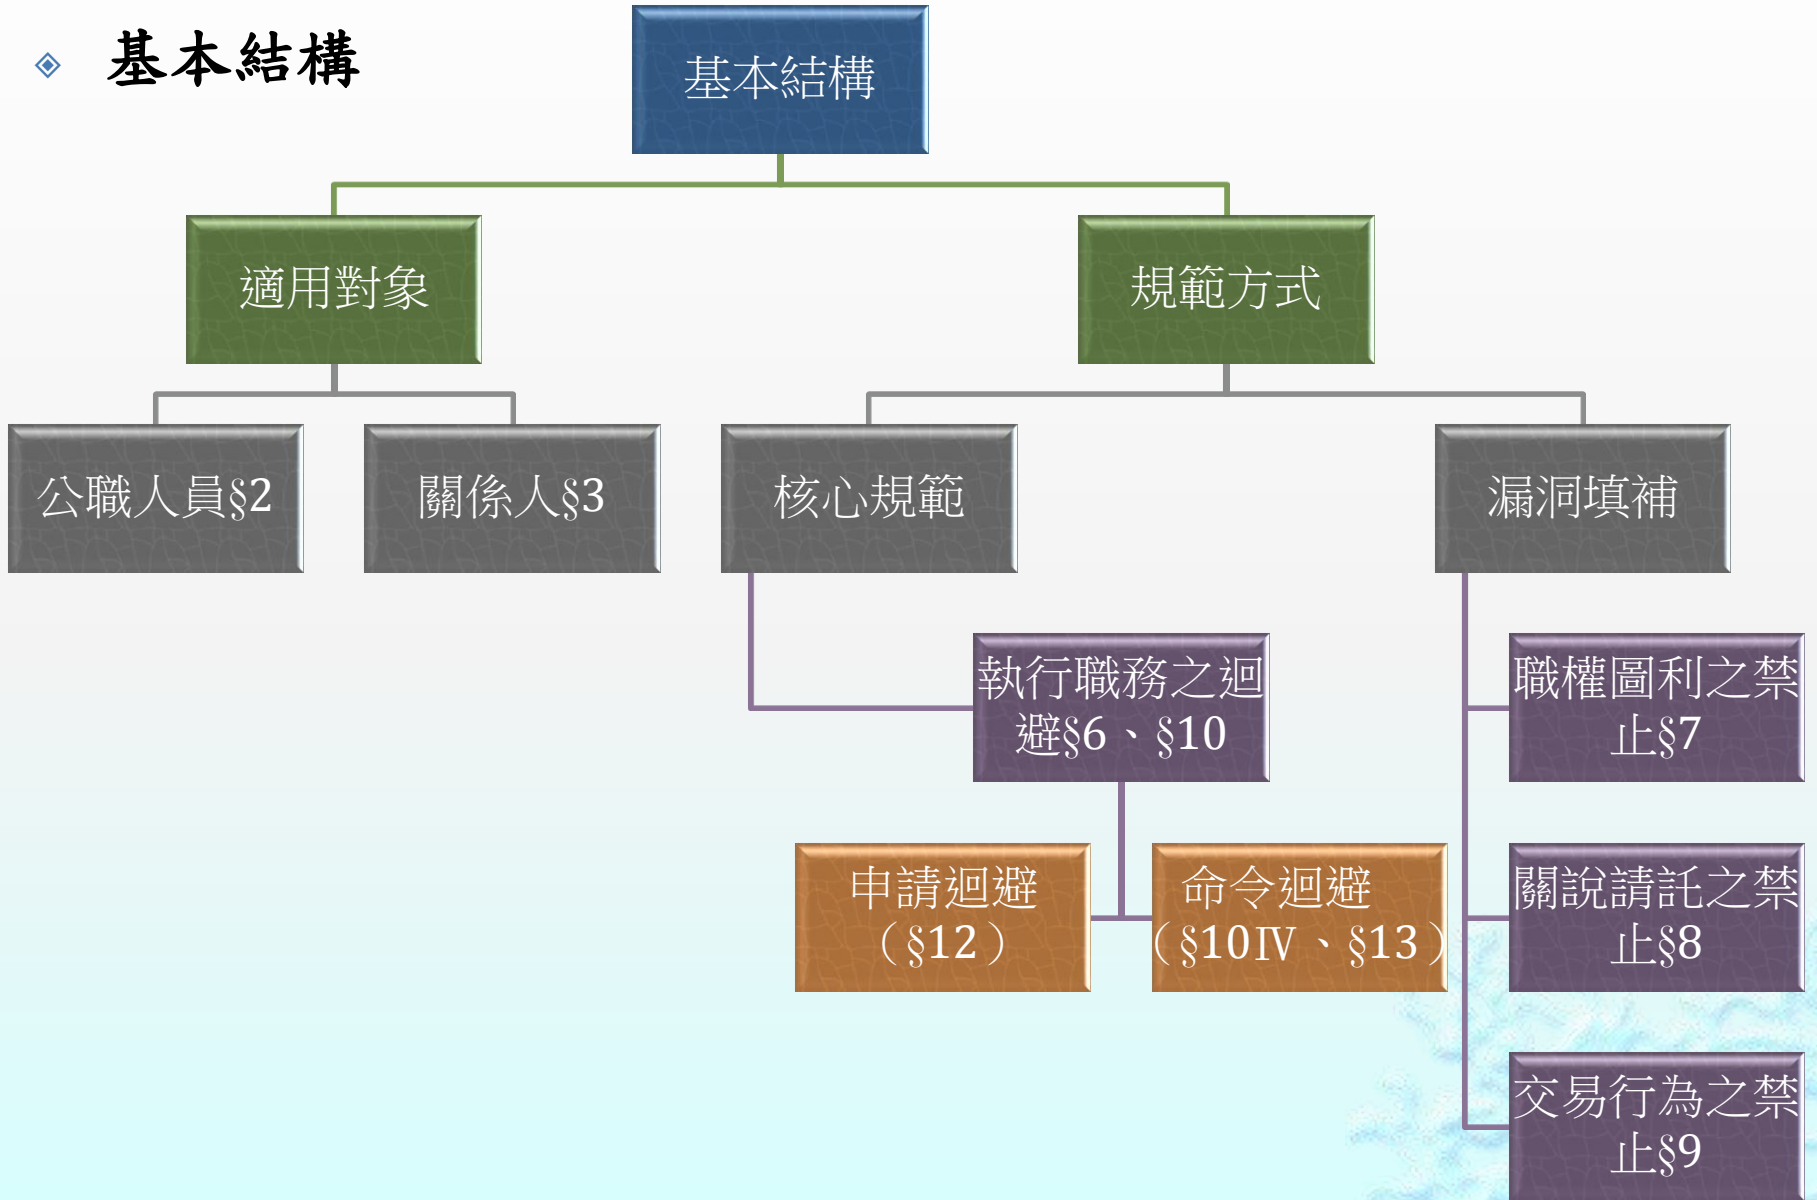 基本結構
基本結構
適用對象
規範方式
公職人員§2
關係人§3
核心規範
漏洞填補
執行職務之迴
避§6、§10
職權圖利之禁
止§7
申請迴避
（§12）
命令迴避
（§10Ⅳ、§13）
關說請託之禁
止§8
交易行為之禁
止§9